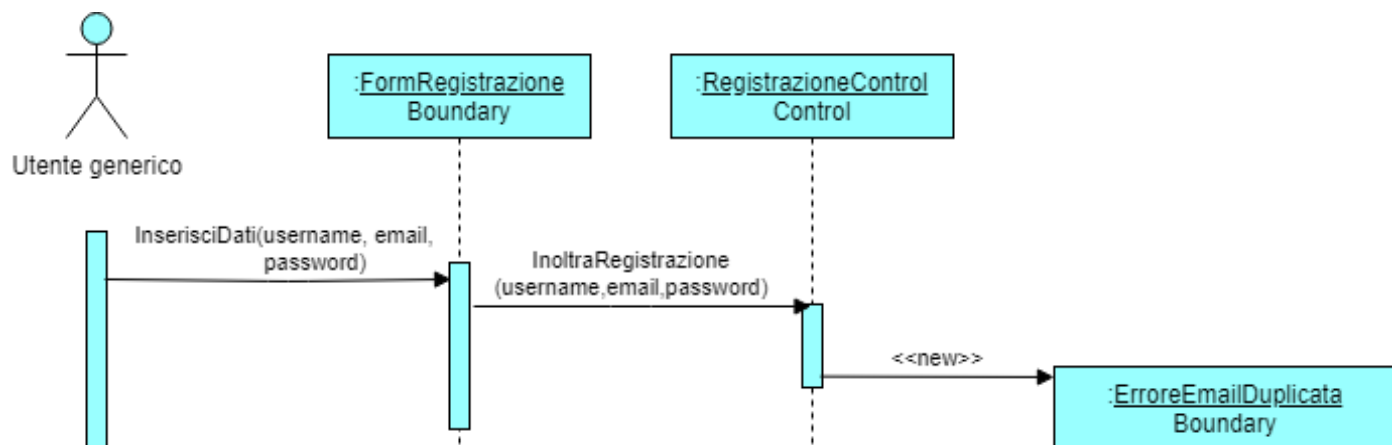 :FormRegistrazione
Boundary
:RegistrazioneControl
Control
Utente generico
InserisciDati(username, email,
password)
InoltraRegistrazione
(username,email,password)
<<new>>
:ErroreEmailDuplicata
Boundary